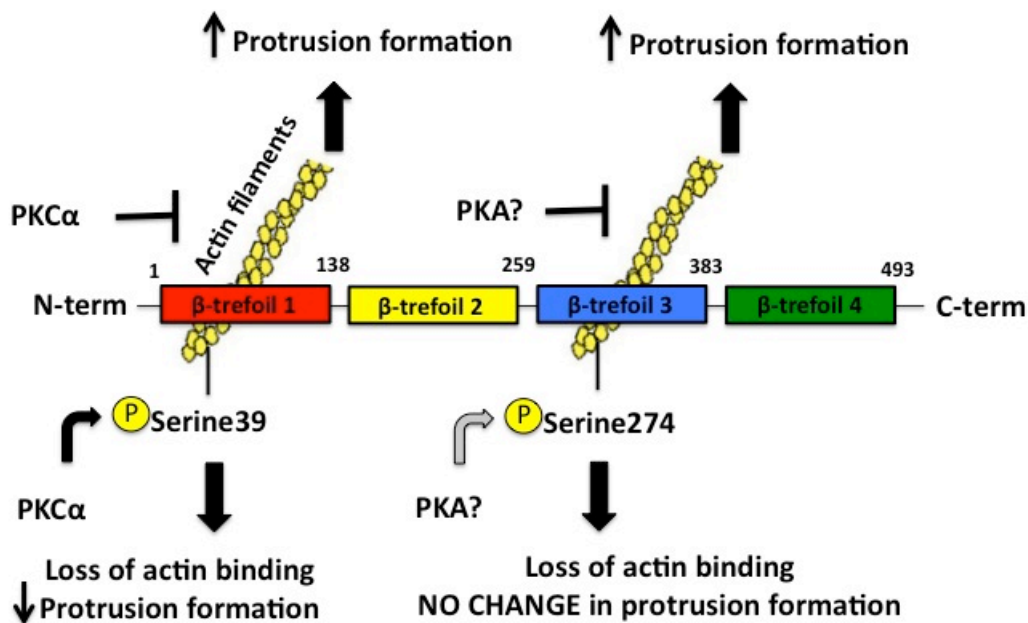 ↑ Protrusion formation
↑ Protrusion formation
Actin filaments
PKCα
PKA?
1
138
259
383
493
N-term
β-trefoil 1
β-trefoil 2
β-trefoil 3
β-trefoil 4
C-term
P Serine39
P Serine274
PKCα
PKA?
Loss of actin binding
↓ Protrusion formation
Loss of actin binding
NO CHANGE in protrusion formation